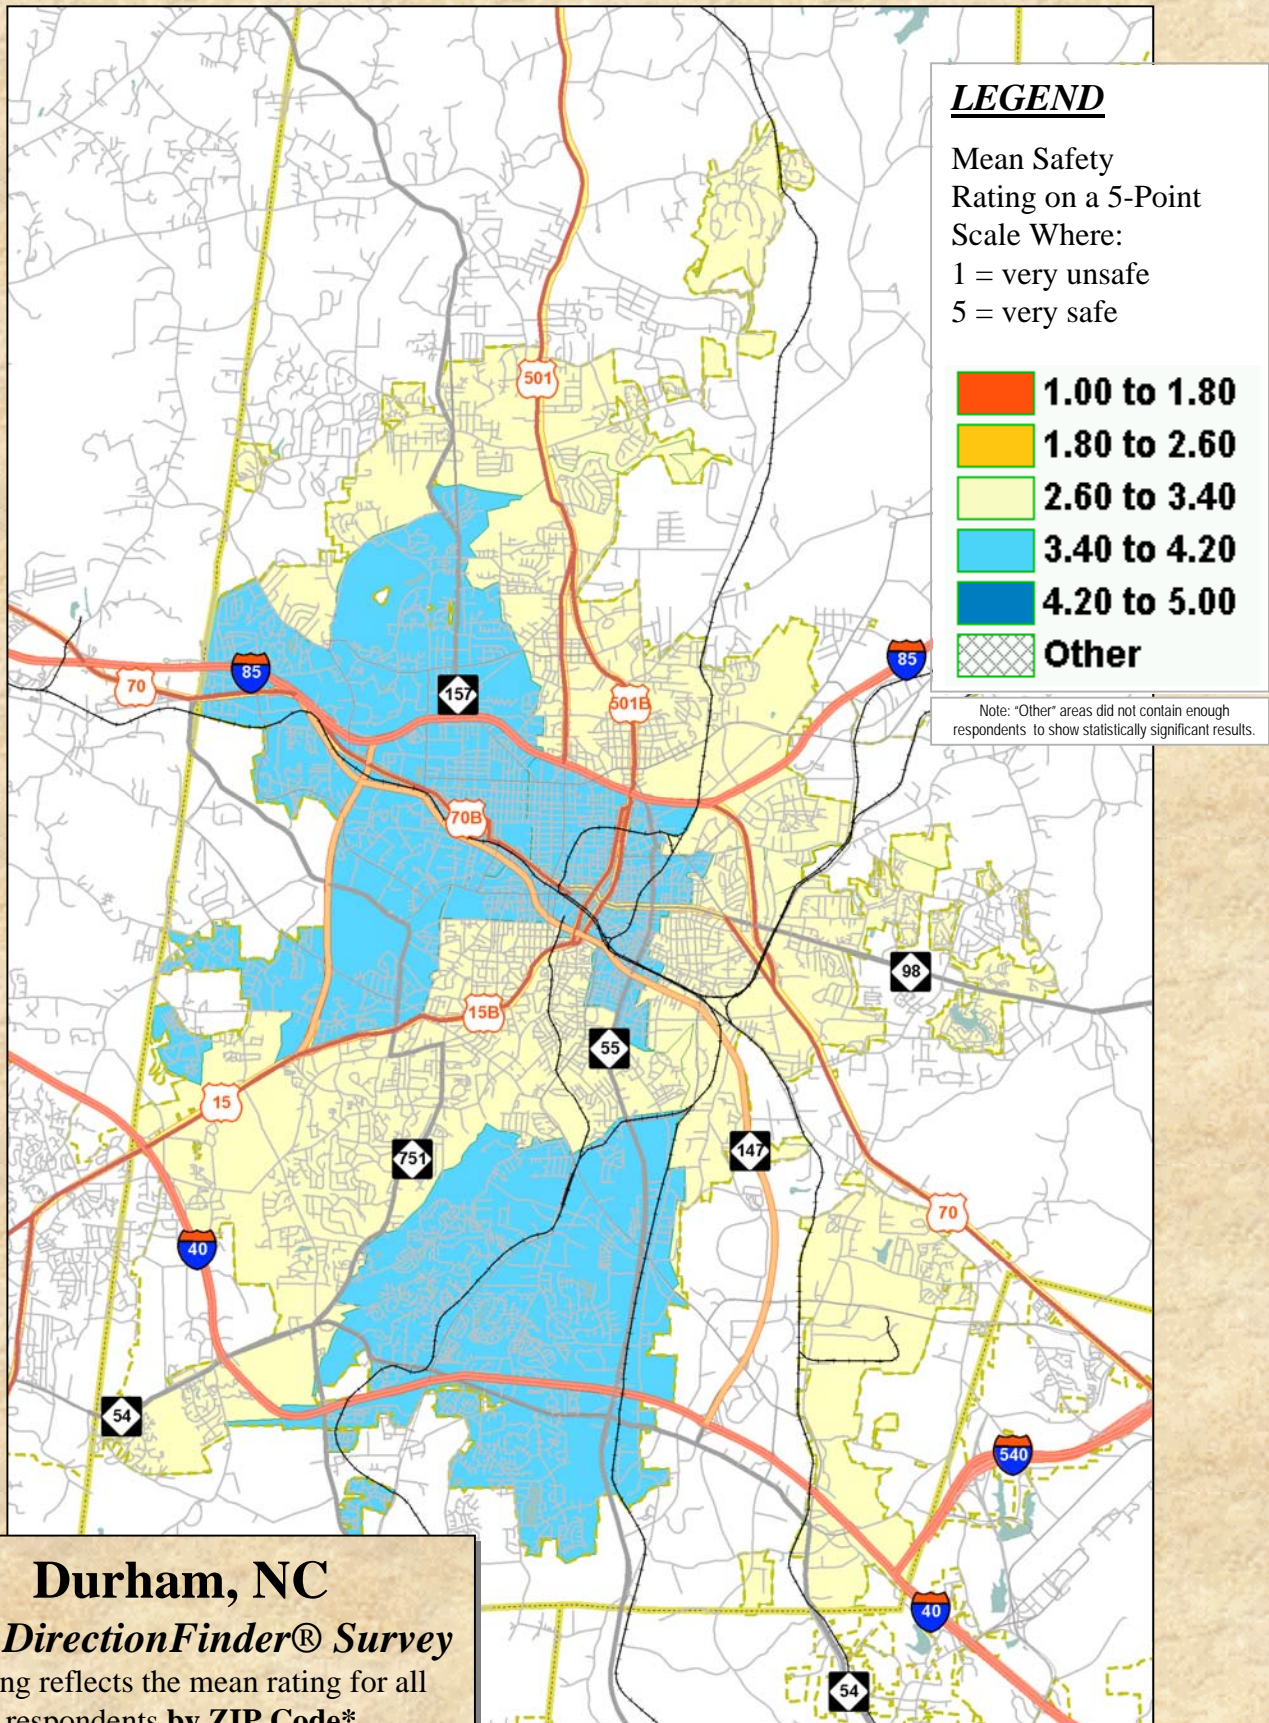 LEGEND
Mean Safety
Rating on a 5-Point
Scale Where:
1 = very unsafe
5 = very safe
1.00 to 1.80
1.80 to 2.60
2.60 to 3.40
3.40 to 4.20
4.20 to 5.00
Other
Note: “Other” areas did not contain enough
respondents to show statistically significant results.
501
85
85
70
157
501B
70B
98
15B
55
15
751
147
70
40
54
540
40
54
Durham, NC
DirectionFinder® Survey
ng reflects the mean rating for all
respondents by ZIP Code*